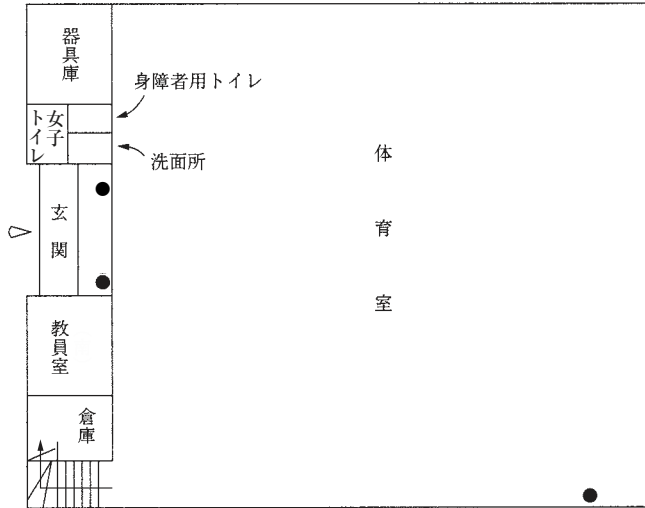 器具庫
身障者用トイレ
女子
トイレ
洗面所
体育室
玄関
教員室
倉庫